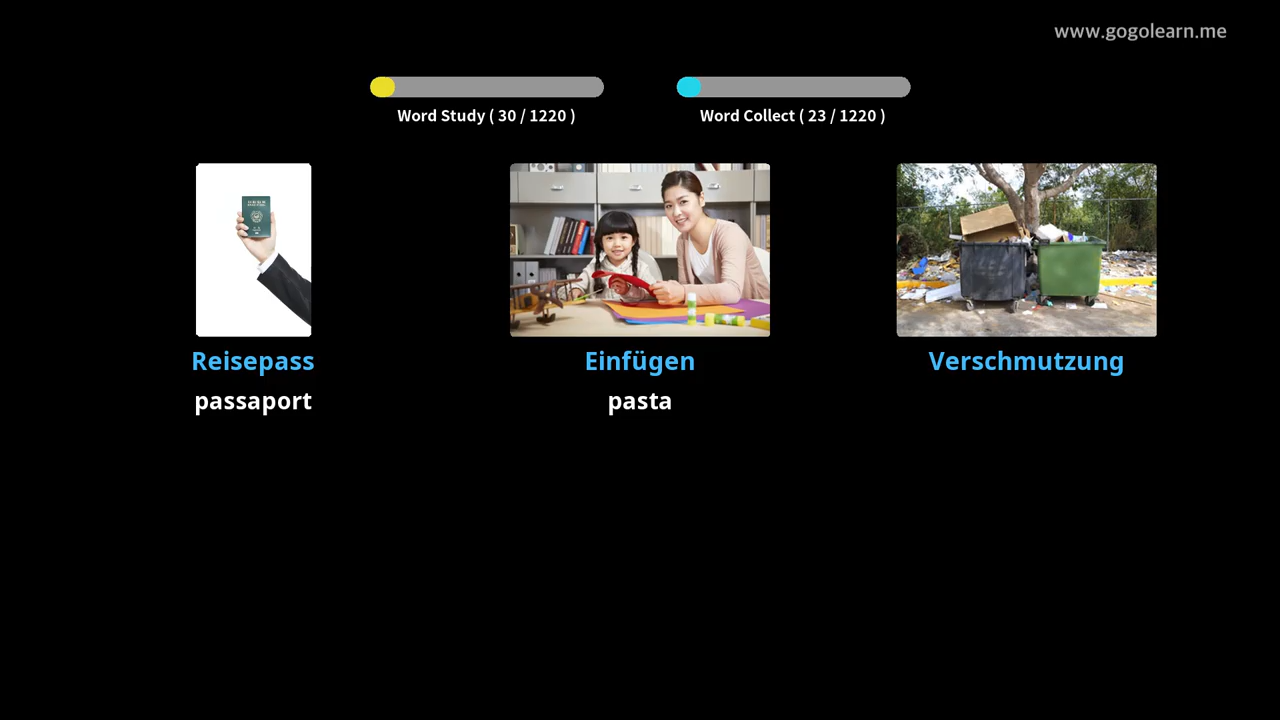 www.gogolearn.me
Word Study ( 30 / 1220 )
Word Collect ( 23 / 1220 )
Reisepass
passaport
Einfügen
pasta
Verschmutzung